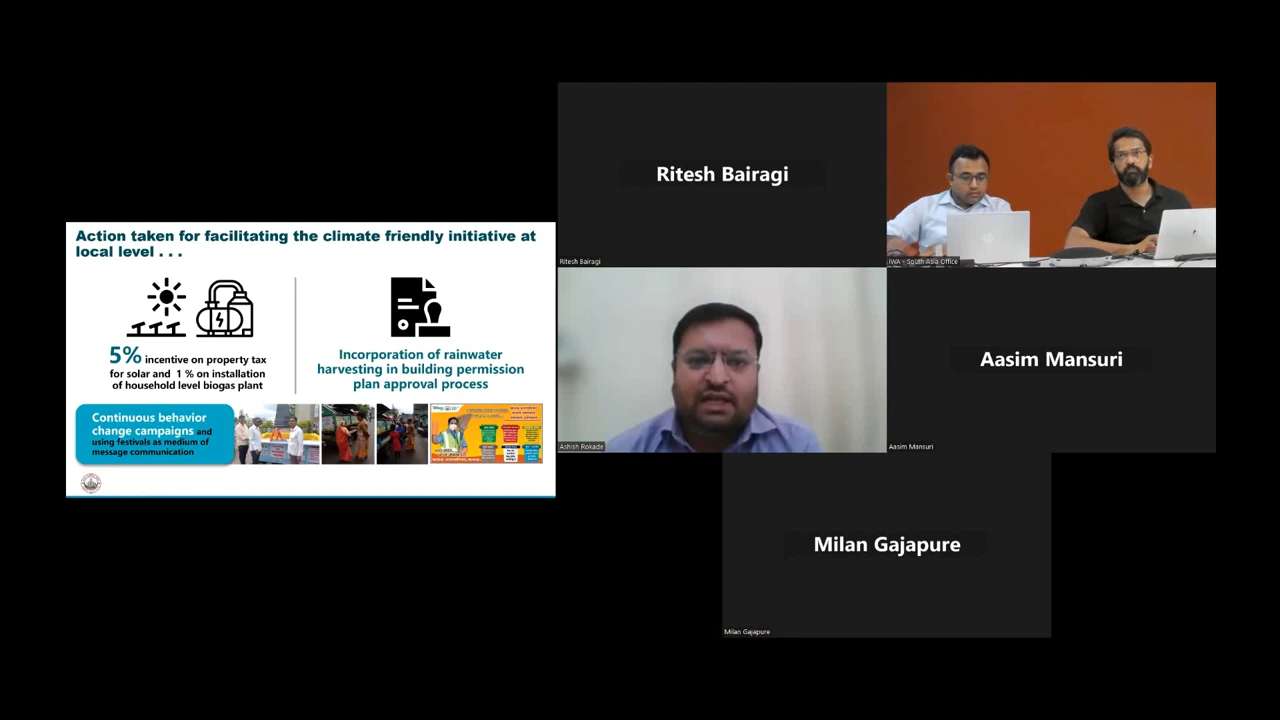 Action taken for facilitating the climate friendly initiative at
local level . . .
5% incentive on property tax
for solar and 1 % on installation
of household level biogas plant
Incorporation of rainwater
harvesting in building permission
plan approval process
Continuous behavior
change campaigns and
using festivals as medium of
message communication
Ritesh Bairagi
Ritesh Bairagi
IWA - South Asia Office
Ashish Rokade
Aasim Mansuri
Aasim Mansuri
Milan Gajapure
Milan Gajapure